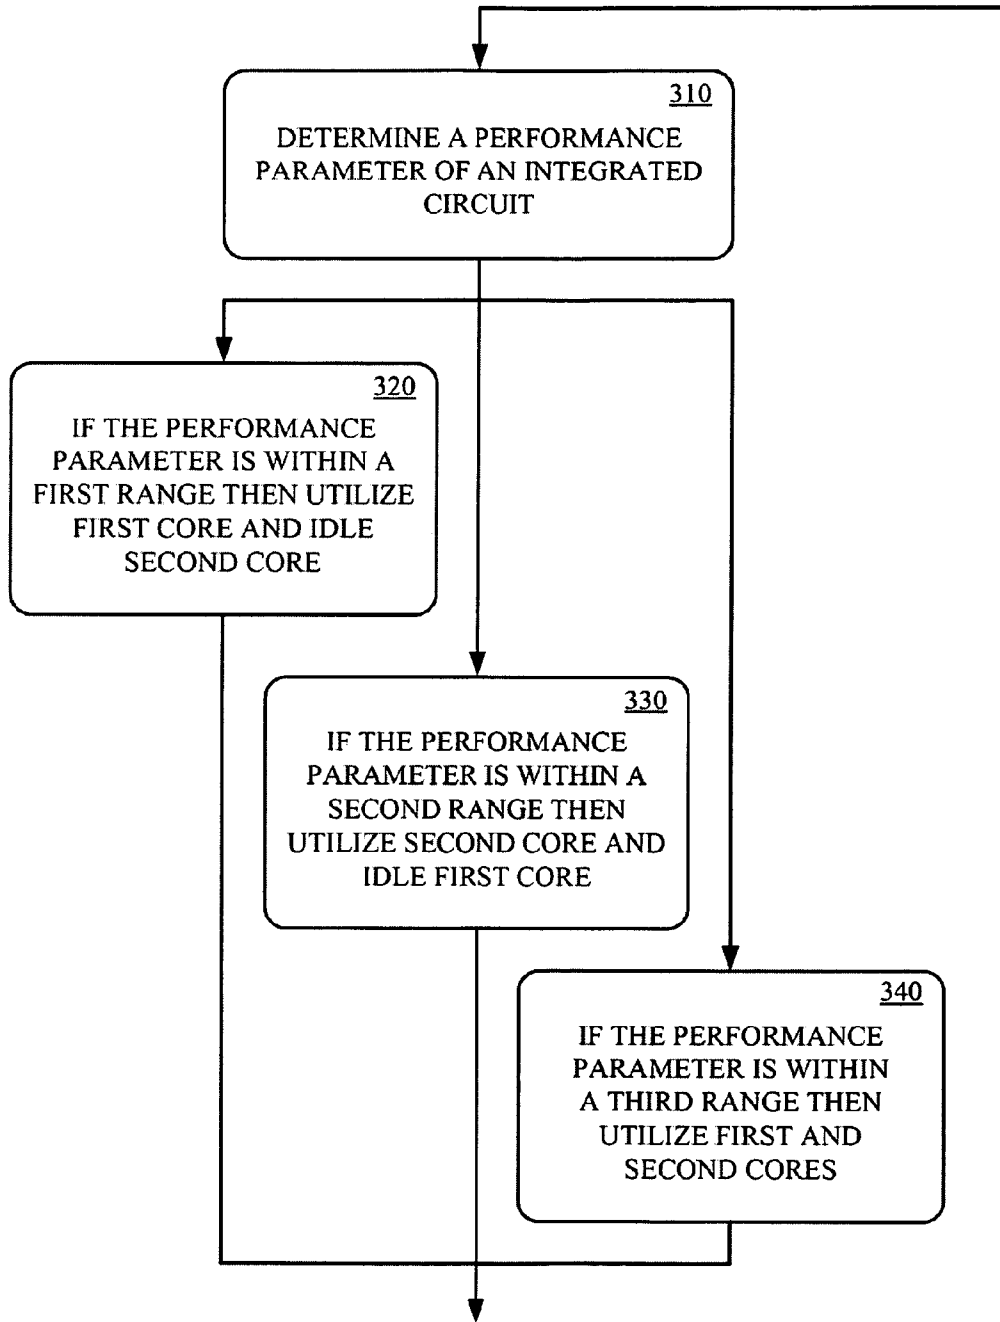 310
DETERMINE A PERFORMANCE
PARAMETER OF AN INTEGRATED
CIRCUIT
320
IF THE PERFORMANCE
PARAMETER IS WITHIN A
FIRST RANGE THEN UTILIZE
FIRST CORE AND IDLE
SECOND CORE
330
IF THE PERFORMANCE
PARAMETER IS WITHIN A
SECOND RANGE THEN
UTILIZE SECOND CORE AND
IDLE FIRST CORE
340
IF THE PERFORMANCE
PARAMETER IS WITHIN
A THIRD RANGE THEN
UTILIZE FIRST AND
SECOND CORES